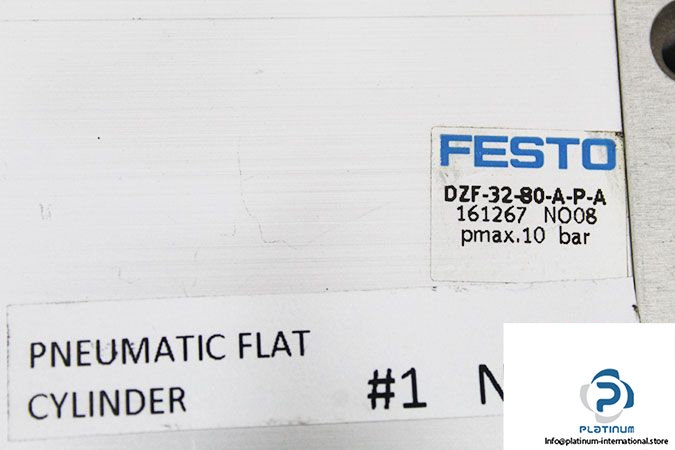 FESTO
DZF-32-80-A-P-A
161267 NO08
pmax.10 bar
PNEUMATIC FLAT
CYLINDER
#1 N
PLATINUM
Info@platinum-international.store